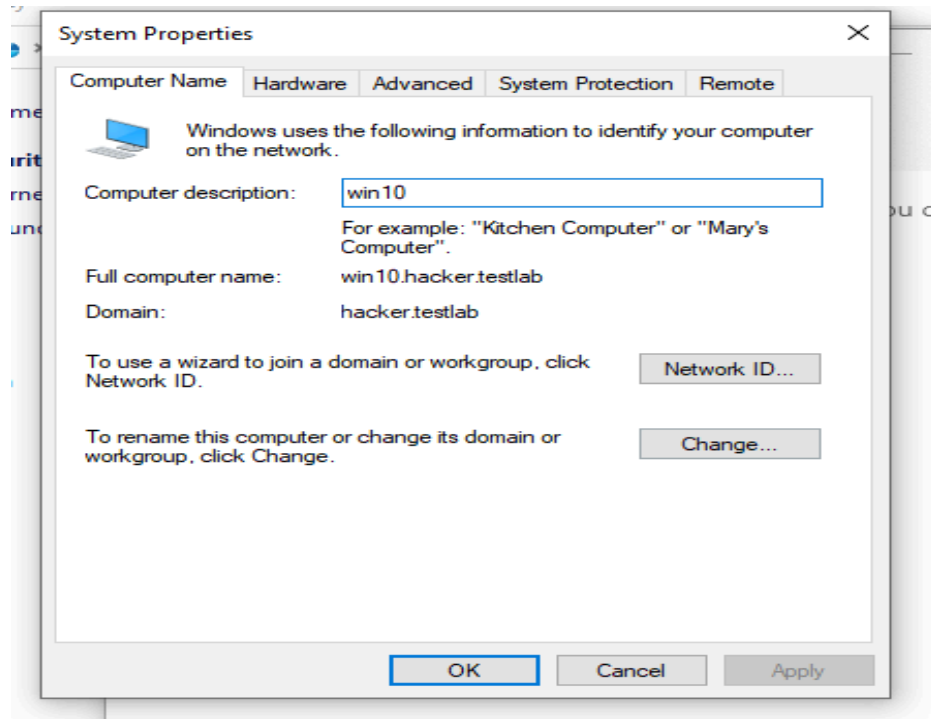 System Properties
Computer Name Hardware Advanced System Protection Remote
Windows uses the following information to identify your computer
on the network.
Computer description: win10
For example: "Kitchen Computer" or "Mary's
Computer".
Full computer name: win10.hacker.testlab
Domain: hacker.testlab
To use a wizard to join a domain or workgroup, click
Network ID.
Network ID...
To rename this computer or change its domain or
workgroup, click Change.
Change...
OK Cancel Apply